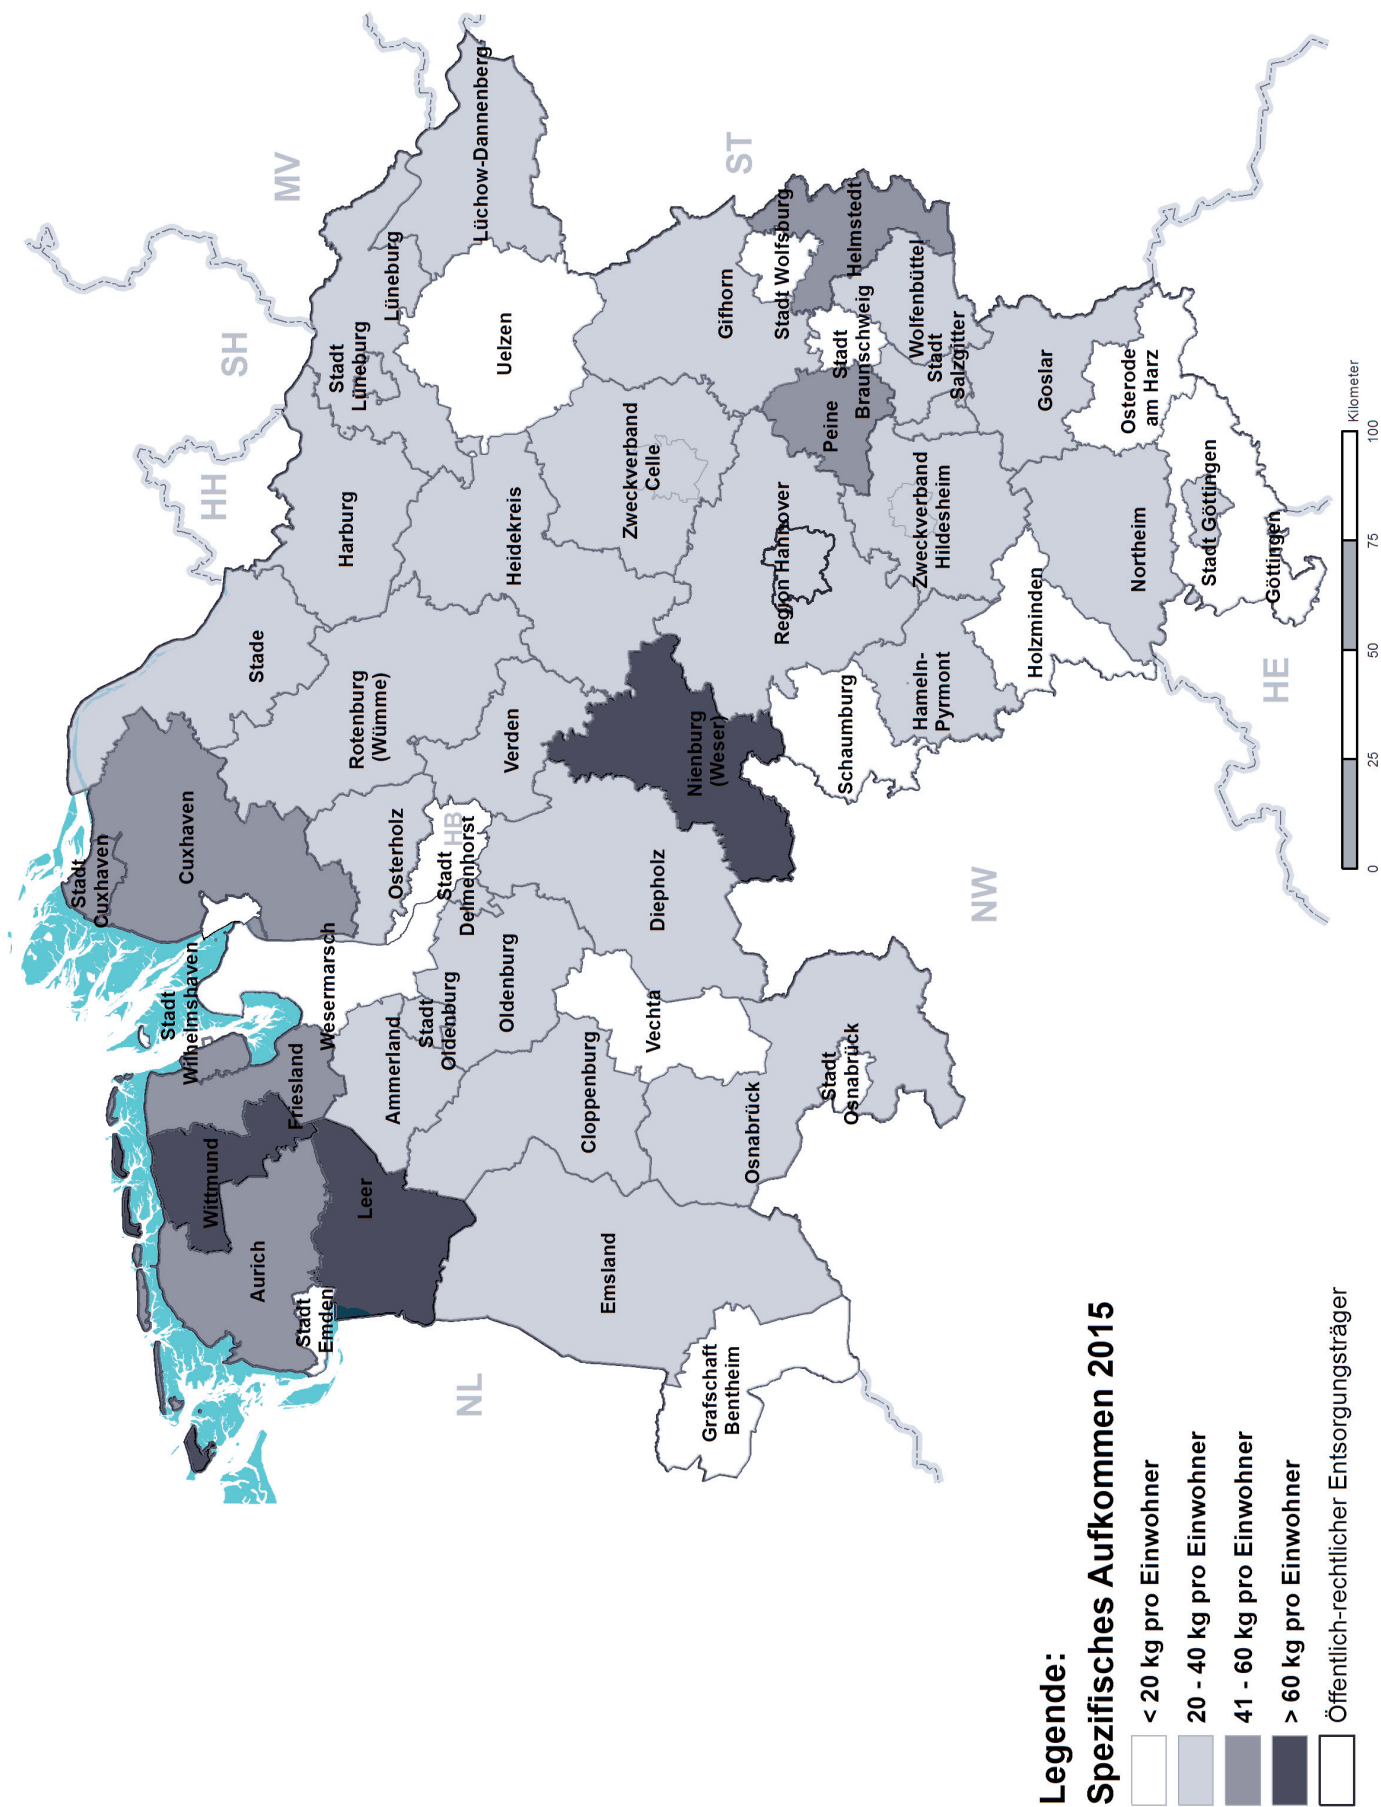 SH
MV
HH
Stadt
Cuxhaven
Cuxhaven
Stade
Harburg
Stadt
Lüneburg
Lüneburg
Lüchow-Dannenberg
Stadt
Wilhelmshaven
Wittmund
Aurich
Friesland
Wesermarsch
Stadt
Emden
Leer
Ammerland
Stadt
Oldenburg
Osterholz
Rotenburg
(Wümme)
HB
Stadt
Delmenhorst
Oldenburg
Verden
Heidekreis
Uelzen
NL
Emsland
Cloppenburg
Vechta
Diepholz
Nienburg
(Weser)
Zweckverband
Celle
Gifhorn
ST
Grafschaft
Bentheim
Osnabrück
Stadt
Osnabrück
Region Hannover
Stadt Wolfsburg
Schaumburg
Peine
Stadt
Braunschweig
Helmstedt
Hameln-
Pyrmont
Zweckverband
Hildesheim
Wolfenbüttel
Stadt
Salzgitter
NW
Holzminden
Goslar
Northeim
Osterode
am Harz
Stadt Göttingen
Göttingen
HE
Legende:
Spezifisches Aufkommen 2015
< 20 kg pro Einwohner
20 - 40 kg pro Einwohner
41 - 60 kg pro Einwohner
> 60 kg pro Einwohner
Öffentlich-rechtlicher Entsorgungsträger
Kilometer
0 25 50 75 100